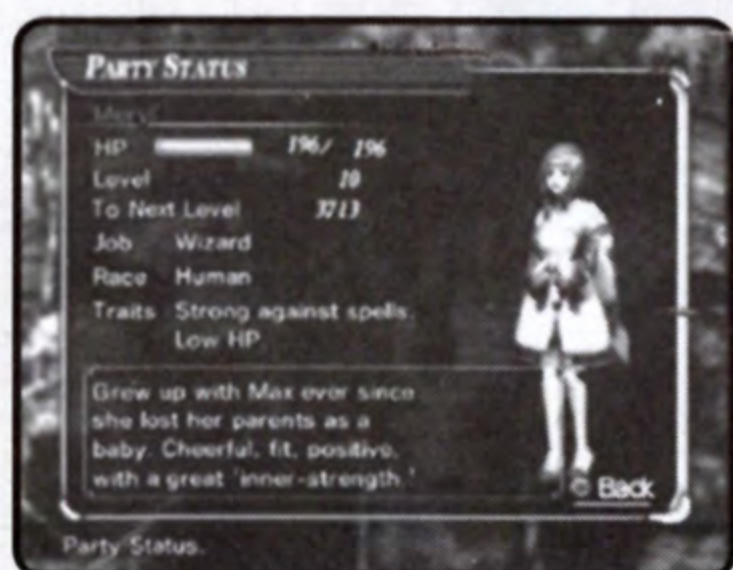 PARTY STATUS
HP 196/ 196
Level
To Next Level 3713
Job Wizard
Race Human
Traits Strong against spells.
Low HP
Grew up with Max ever since
she lost her parents as a
baby. Cheerful, fit, positive,
with a great 'inner-strength.'
Back
Party Status.